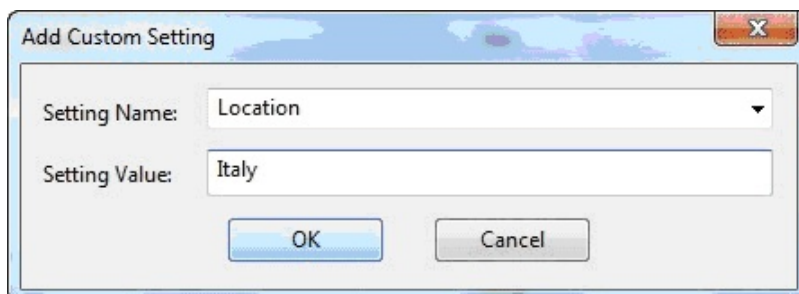 Add Custom Setting
Setting Name: Location
Setting Value: Italy
OK Cancel